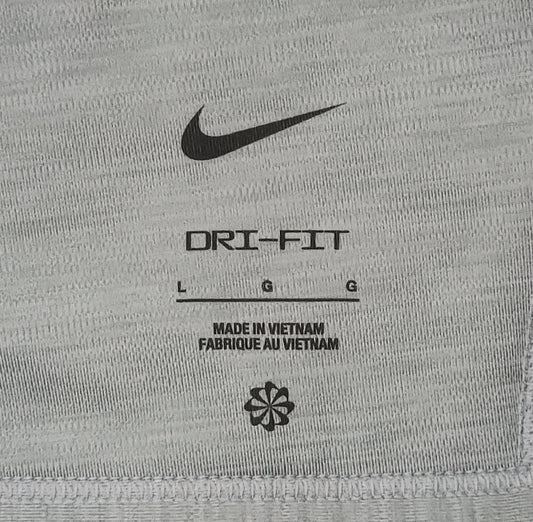 DRI-FIT
L G G
MADE IN VIETNAM
FABRIQUE AU VIETNAM